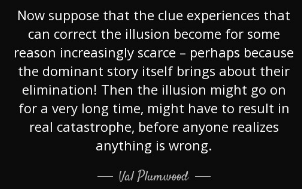 Now suppose that the clue experiences that
can correct the illusion become for some
reason increasingly scarce – perhaps because
the dominant story itself brings about their
elimination! Then the illusion might go on
for a very long time, might have to result in
real catastrophe, before anyone realizes
anything is wrong.
— Val Plumwood —